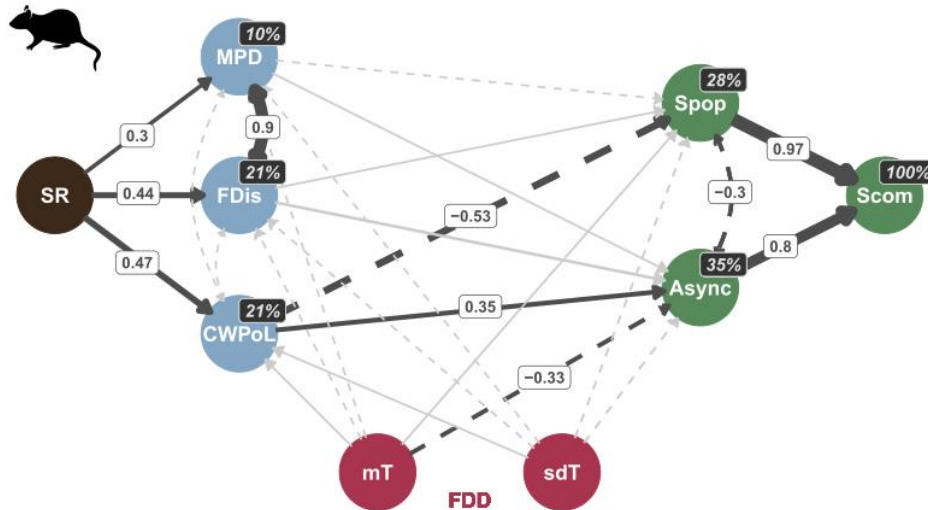 10%
MPD
28%
Spop
0.3
0.9
0.97
21%
100%
SR
0.44
FDis
−0.3
Scom
−0.53
0.47
0.8
35%
Async
21%
0.35
CWPoL
−0.33
mT
sdT
FDD